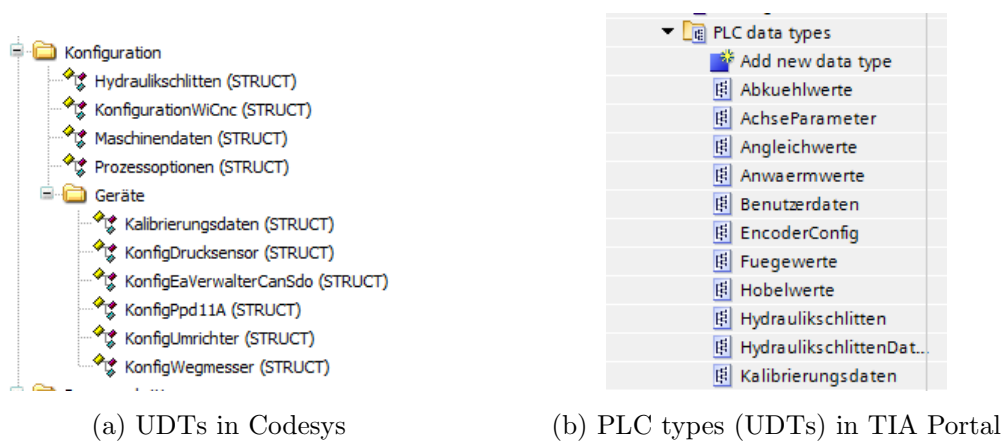 Konfiguration
Hydraulikschlitten (STRUCT)
KonfigurationWiCnc (STRUCT)
Maschinendaten (STRUCT)
Prozessoptionen (STRUCT)
Geräte
Kalibrierungsdaten (STRUCT)
KonfigDrucksensor (STRUCT)
KonfigEaVerwalterCanSdo (STRUCT)
KonfigPpd11A (STRUCT)
KonfigUmrichter (STRUCT)
KonfigWegmesser (STRUCT)
(a) UDTs in Codesys
PLC data types
Add new data type
Abkuehlwerte
AchseParameter
Angleichwerte
Anwaermwerte
Benutzerdaten
EncoderConfig
Fuegewerte
Hobelwerte
Hydraulikschlitten
HydraulikschlittenDat...
Kalibrierungsdaten
(b) PLC types (UDTs) in TIA Portal